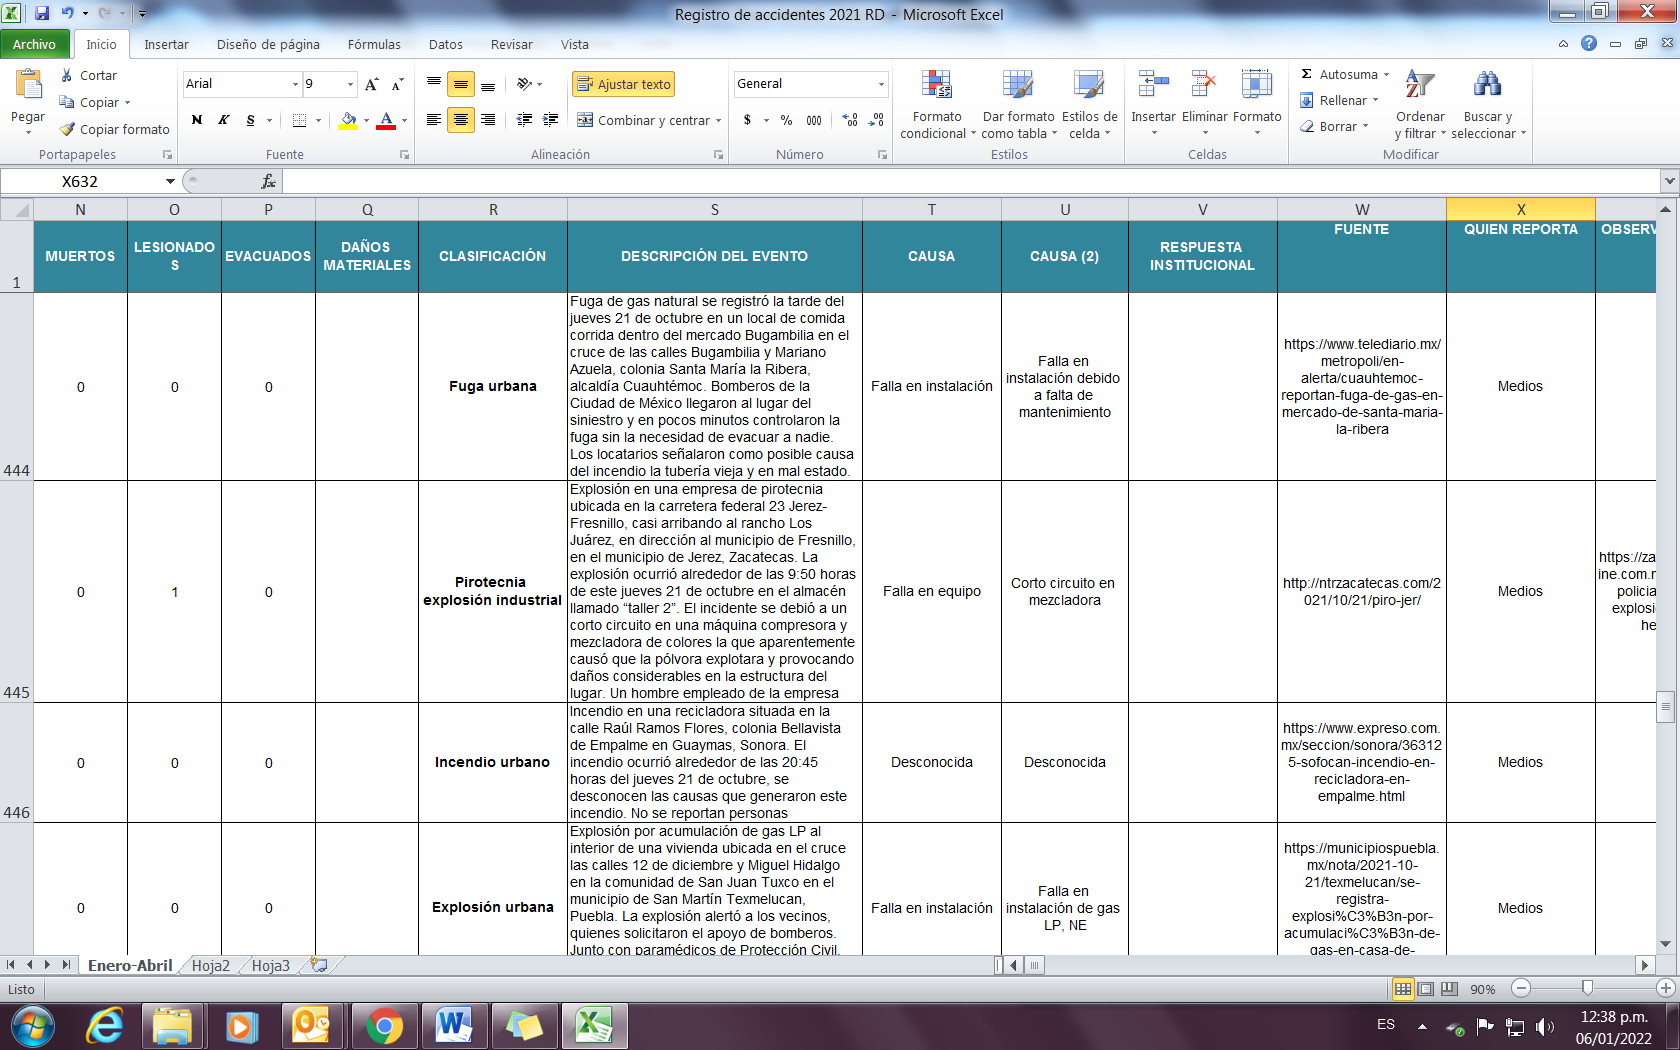 Registro de accidentes 2021 RD - Microsoft Excel
Archivo Inicio Insertar Diseño de página Fórmulas Datos Revisar Vista
Pegar
Cortar
Copiar
Copiar formato
Portapapeles
Arial 9
N K S
Fuente
Ajustar texto
Combinar y centrar
Alineación
General
$ % 000
Número
Formato condicional
Dar formato como tabla
Estilos de celda
Estilos
Insertar Eliminar Formato
Celdas
Autosuma
Rellenar
Borrar
Ordenar y filtrar
Buscar y seleccionar
Modificar
X632 fx
N O P Q R S T U V W X
1
MUERTOS
LESIONADO
S
EVACUADOS
DAÑOS
MATERIALES
CLASIFICACIÓN
DESCRIPCIÓN DEL EVENTO
CAUSA
CAUSA (2)
RESPUESTA
INSTITUCIONAL
FUENTE
QUIEN REPORTA
OBSERV
444
0 0 0
Fuga urbana
Fuga de gas natural se registró la tarde del
jueves 21 de octubre en un local de comida
corrida dentro del mercado Bugambilia en el
cruce de las calles Bugambilia y Mariano
Azuela, colonia Santa María la Ribera,
alcaldía Cuauhtémoc. Bomberos de la
Ciudad de México llegaron al lugar del
siniestro y en pocos minutos controlaron la
fuga sin la necesidad de evacuar a nadie.
Los locatarios señalaron como posible causa
del incendio la tubería vieja y en mal estado.
Falla en instalación
Falla en
instalación debido
a falta de
mantenimiento
https://www.telediario.mx/
metropoli/en-
alerta/cuauhtemoc-
reportan-fuga-de-gas-en-
mercado-de-santa-maria-
la-ribera
Medios
445
0 1 0
Pirotecnia
explosión industrial
Explosión en una empresa de pirotecnia
ubicada en la carretera federal 23 Jerez-
Fresnillo, casi arribando al rancho Los
Juárez, en dirección al municipio de Fresnillo,
en el municipio de Jerez, Zacatecas. La
explosión ocurrió alrededor de las 9:50 horas
de este jueves 21 de octubre en el almacén
llamado “taller 2”. El incidente se debió a un
corto circuito en una máquina compresora y
mezcladora de colores la que aparentemente
causó que la pólvora explotara y provocando
daños considerables en la estructura del
lugar. Un hombre empleado de la empresa
Falla en equipo
Corto circuito en
mezcladora
http://ntrzacatecas.com/2
021/10/21/piro-jer/
Medios
https://za
ine.com.m
policia
explosi
he
446
0 0 0
Incendio urbano
Incendio en una recicladora situada en la
calle Raúl Ramos Flores, colonia Bellavista
de Empalme en Guaymas, Sonora. El
incendio ocurrió alrededor de las 20:45
horas del jueves 21 de octubre, se
desconocen las causas que generaron este
incendio. No se reportan personas
Desconocida
Desconocida
https://www.expreso.com.
mx/seccion/sonora/36312
5-sofocan-incendio-en-
recicladora-en-
empalme.html
Medios
0 0 0
Explosión urbana
Explosión por acumulación de gas LP al
interior de una vivienda ubicada en el cruce
las calles 12 de diciembre y Miguel Hidalgo
en la comunidad de San Juan Tuxco en el
municipio de San Martín Texmelucan,
Puebla. La explosión alertó a los vecinos,
quienes solicitaron el apoyo de bomberos.
Junto con paramédicos de Protección Civil,
Falla en instalación
Falla en
instalación de gas
LP, NE
https://municipiospuebla.
mx/nota/2021-10-
21/texmelucan/se-
registra-
explosi%C3%B3n-por-
acumulaci%C3%B3n-de-
gas-en-casa-de-
Medios
Enero-Abril Hoja2 Hoja3
Listo 90%
ES
12:38 p.m.
06/01/2022